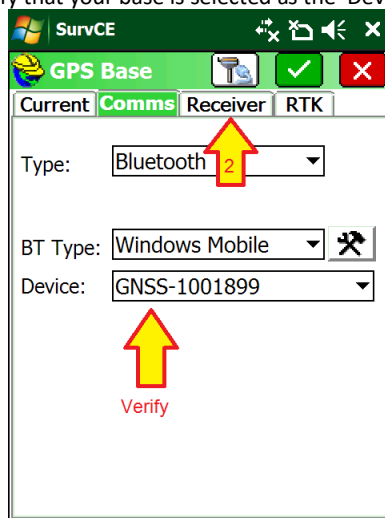 y that your base is selected as the 'Dev
SurvCE
GPS Base
Current Comms Receiver RTK
Type: Bluetooth
2
BT Type: Windows Mobile
Device: GNSS-1001899
Verify